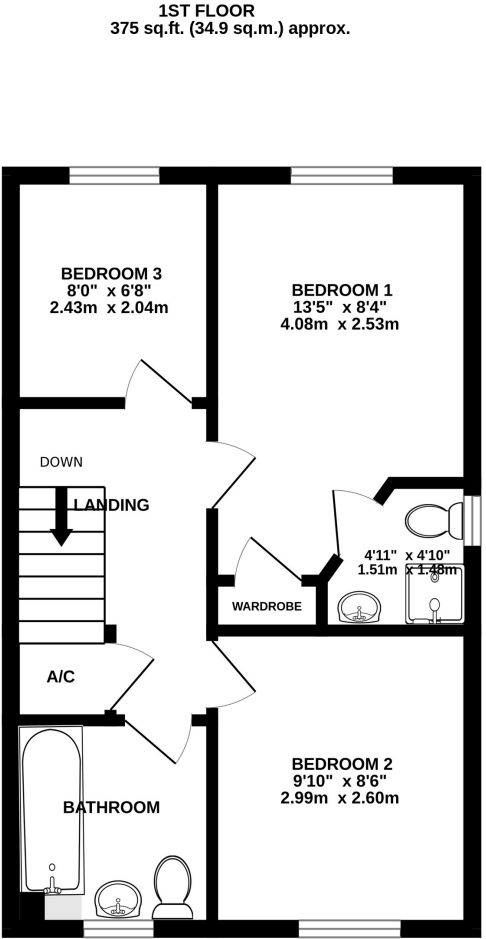 1ST FLOOR
375 sq.ft. (34.9 sq.m.) approx.
BEDROOM 3
8'0" x 6'8"
2.43m x 2.04m
BEDROOM 1
13'5" x 8'4"
4.08m x 2.53m
DOWN
LANDING
4'11" x 4'10"
1.51m x 1.48m
WARDROBE
A/C
BEDROOM 2
9'10" x 8'6"
2.99m x 2.60m
BATHROOM